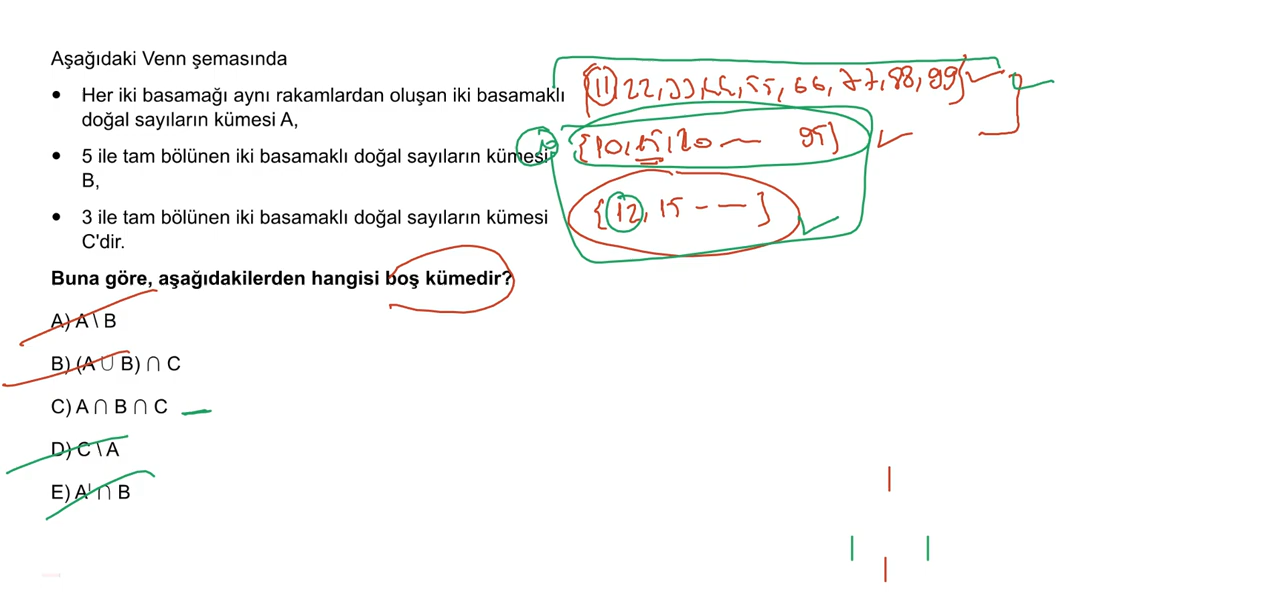 Aşağıdaki Venn şemasında
• Her iki basamağı aynı rakamlardan oluşan iki basamaklı
doğal sayıların kümesi A,
• 5 ile tam bölünen iki basamaklı doğal sayıların kümesi
B,
• 3 ile tam bölünen iki basamaklı doğal sayıların kümesi
C'dir.
Buna göre, aşağıdakilerden hangisi boş kümedir?
A) A \ B
B) (A ∪ B) ∩ C
C) A ∩ B ∩ C
D) C \ A
E) A' ∩ B
{11, 22, 33, 44, 55, 66, 77, 88, 99}
10
{10, 15, 20 — 95}
{12, 15 - — }